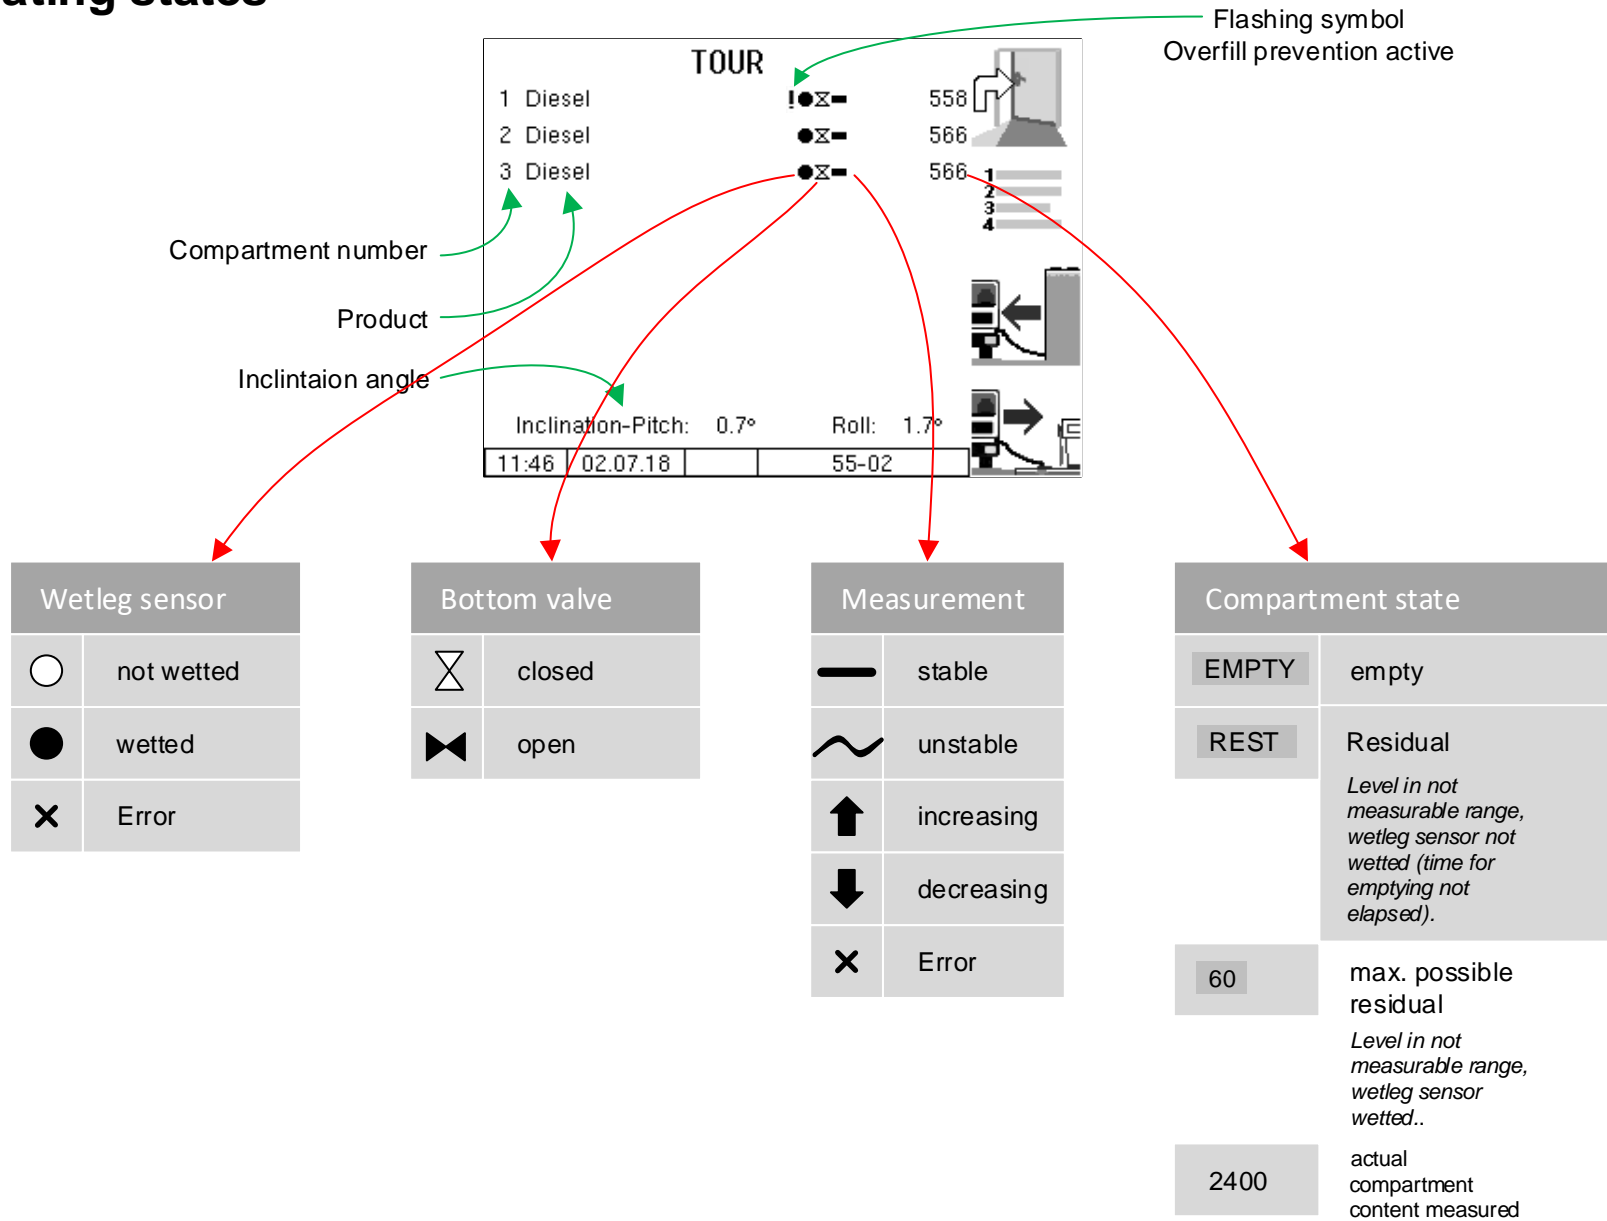 ating states
Flashing symbol
Overfill prevention active
TOUR
1 Diesel ! 558
2 Diesel 566
3 Diesel 566
1
2
3
4
Compartment number
Product
Inclintaion angle
Inclination-Pitch: 0.7° Roll: 1.7°
11:46 02.07.18 55-02
Wetleg sensor
not wetted
wetted
Error
Bottom valve
closed
open
Measurement
stable
unstable
increasing
decreasing
Error
Compartment state
EMPTY empty
REST Residual
Level in not
measurable range,
wetleg sensor not
wetted (time for
emptying not
elapsed).
60 max. possible
residual
Level in not
measurable range,
wetleg sensor
wetted..
2400 actual
compartment
content measured